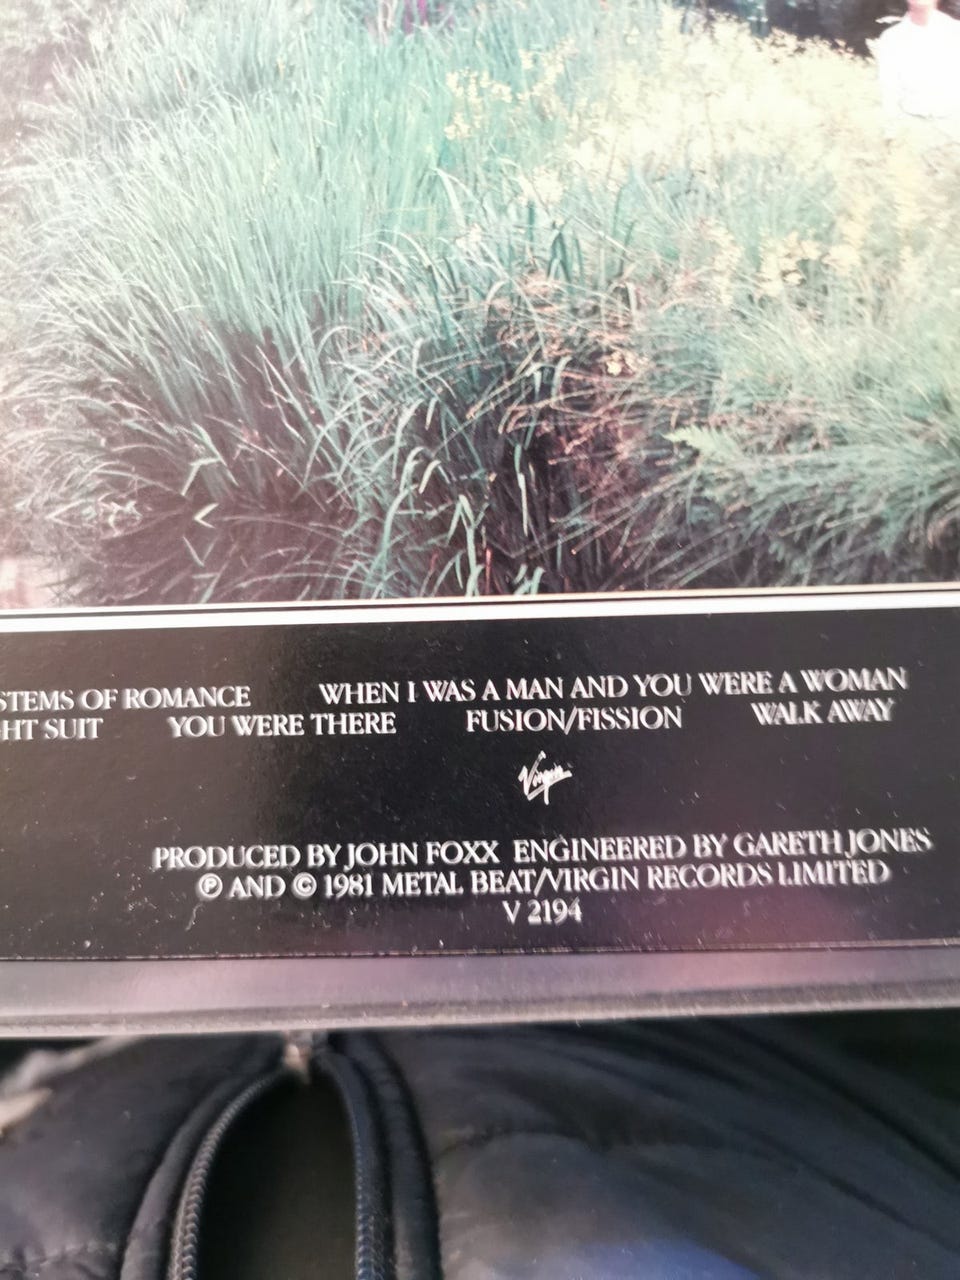 STEMS OF ROMANCE WHEN I WAS A MAN AND YOU WERE A WOMAN
HT SUIT YOU WERE THERE FUSION/FISSION WALK AWAY
Virgin
PRODUCED BY JOHN FOXX ENGINEERED BY GARETH JONES
Ⓟ AND © 1981 METAL BEAT/VIRGIN RECORDS LIMITED
V 2194